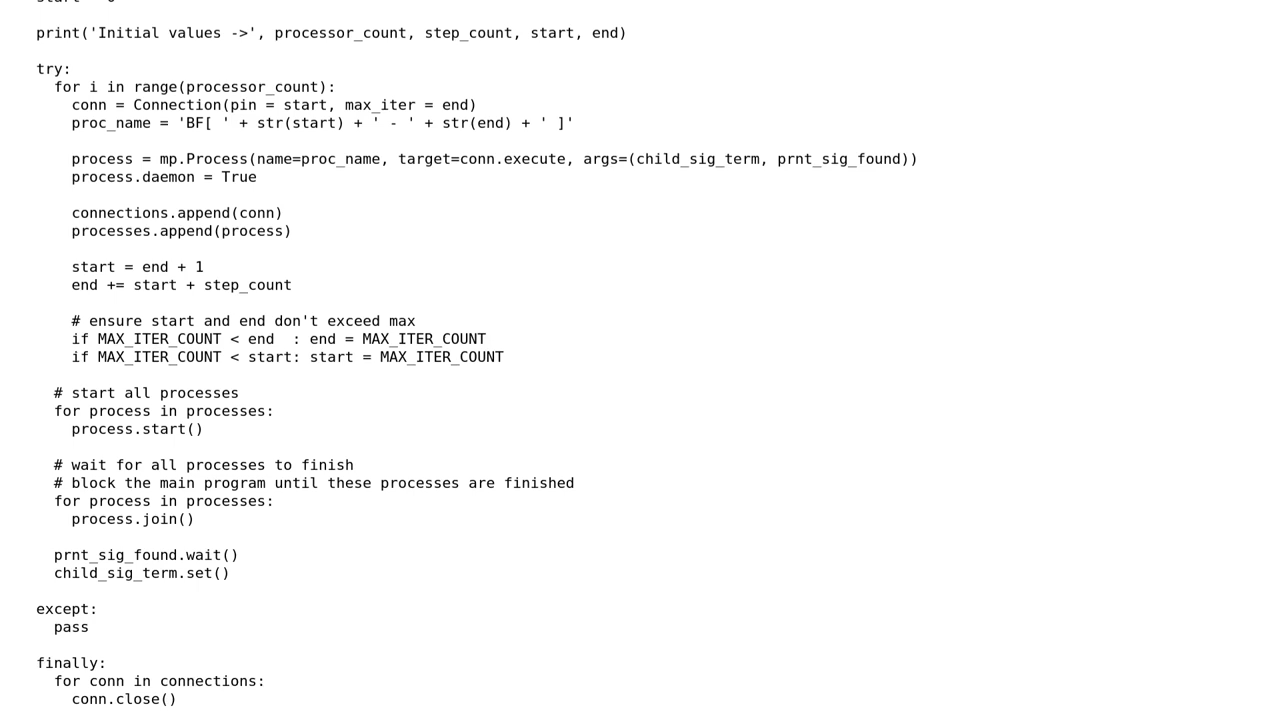 print('Initial values ->', processor_count, step_count, start, end)
try:
for i in range(processor_count):
conn = Connection(pin = start, max_iter = end)
proc_name = 'BF[ ' + str(start) + ' - ' + str(end) + ' ]'
process = mp.Process(name=proc_name, target=conn.execute, args=(child_sig_term, prnt_sig_found))
process.daemon = True
connections.append(conn)
processes.append(process)
start = end + 1
end += start + step_count
# ensure start and end don't exceed max
if MAX_ITER_COUNT < end  : end = MAX_ITER_COUNT
if MAX_ITER_COUNT < start: start = MAX_ITER_COUNT
# start all processes
for process in processes:
process.start()
# wait for all processes to finish
# block the main program until these processes are finished
for process in processes:
process.join()
prnt_sig_found.wait()
child_sig_term.set()
except:
pass
finally:
for conn in connections:
conn.close()